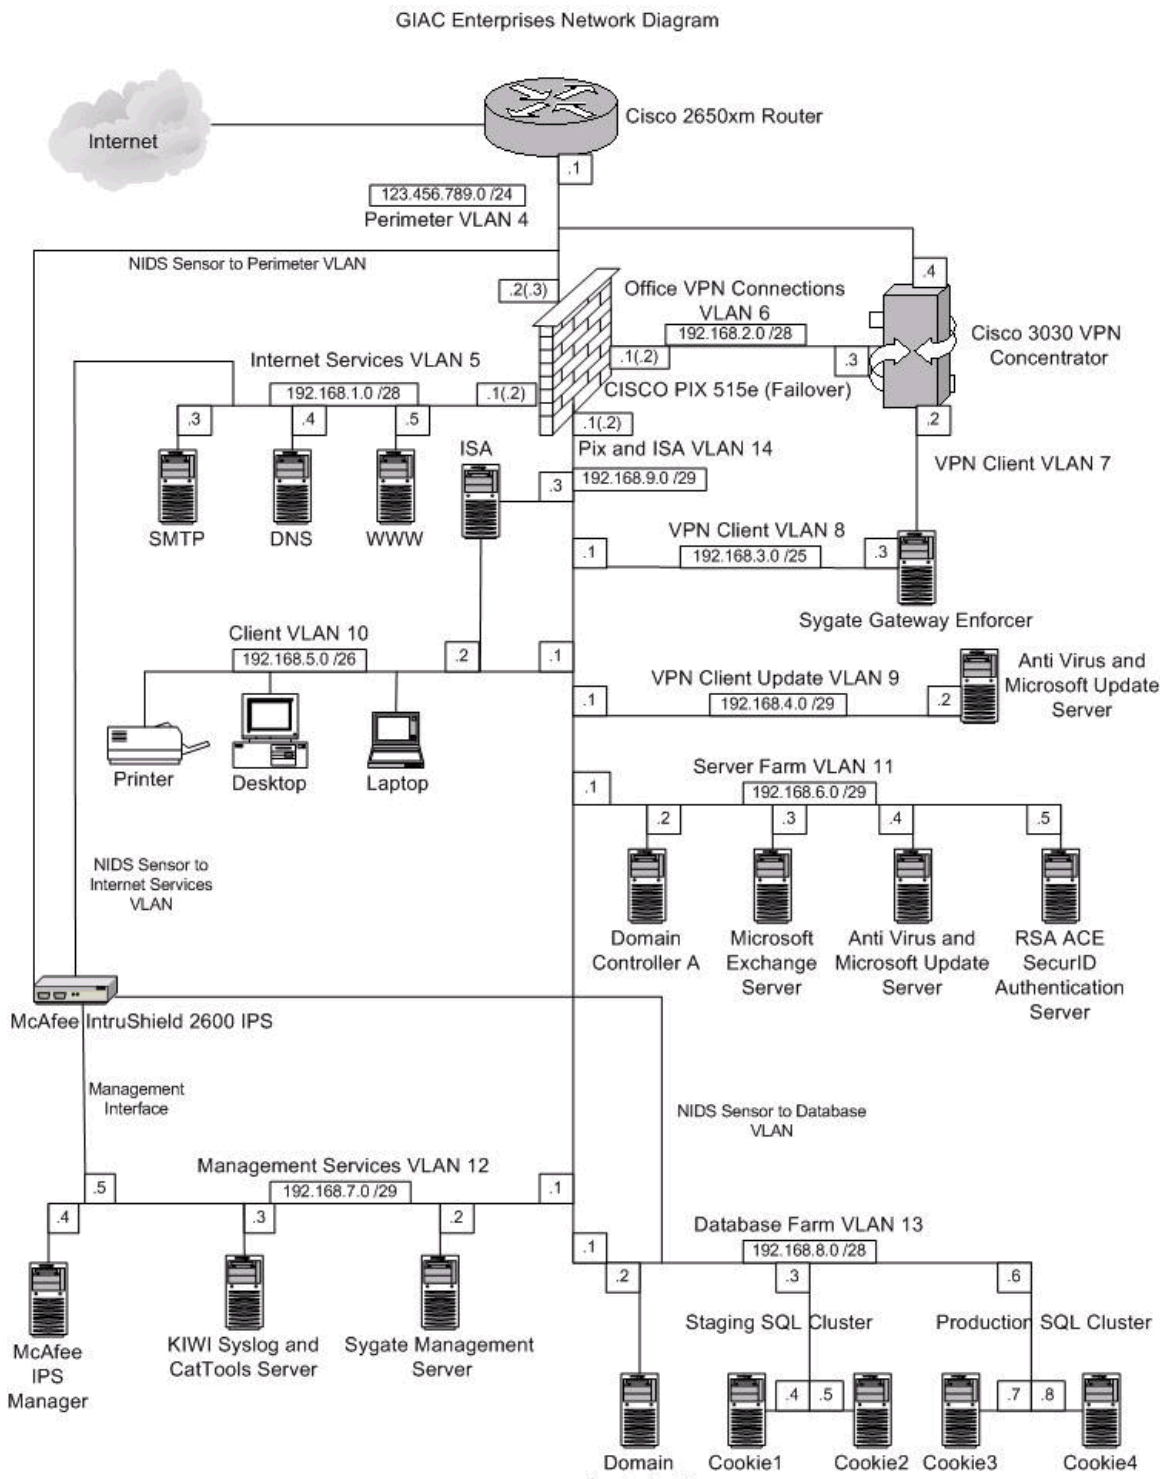 GIAC Enterprises Network Diagram
Internet
Cisco 2650xm Router
.1
123.456.789.0 /24
Perimeter VLAN 4
NIDS Sensor to Perimeter VLAN
.4
.2(.3)
Office VPN Connections
VLAN 6
192.168.2.0 /28
.1(.2)
.3
Cisco 3030 VPN
Concentrator
CISCO PIX 515e (Failover)
Internet Services VLAN 5
192.168.1.0 /28
.1(.2)
.3
.4
.5
SMTP
DNS
WWW
.1(.2)
.2
ISA
Pix and ISA VLAN 14
192.168.9.0 /29
.3
VPN Client VLAN 7
VPN Client VLAN 8
192.168.3.0 /25
.1
.3
Sygate Gateway Enforcer
Client VLAN 10
192.168.5.0 /26
.2
.1
Printer
Desktop
Laptop
VPN Client Update VLAN 9
192.168.4.0 /29
.1
.2
Anti Virus and
Microsoft Update
Server
Server Farm VLAN 11
192.168.6.0 /29
.1
.2
.3
.4
.5
Domain
Controller A
Microsoft
Exchange
Server
Anti Virus and
Microsoft Update
Server
RSA ACE
SecurID
Authentication
Server
NIDS Sensor to
Internet Services
VLAN
McAfee IntruShield 2600 IPS
Management
Interface
NIDS Sensor to Database
VLAN
Management Services VLAN 12
192.168.7.0 /29
.1
.5
.4
.3
.2
McAfee
IPS
Manager
KIWI Syslog and
CatTools Server
Sygate Management
Server
Database Farm VLAN 13
192.168.8.0 /28
.1
.2
.3
.6
Staging SQL Cluster
Production SQL Cluster
.4
.5
.7
.8
Domain
Cookie1
Cookie2
Cookie3
Cookie4